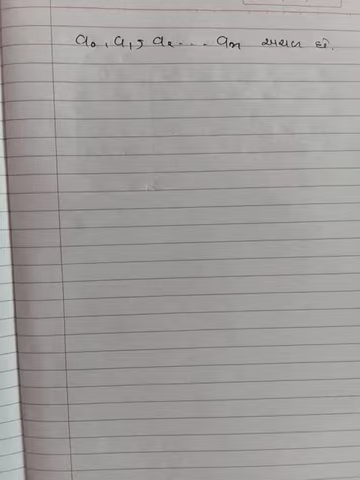 a₀, a₁, a₂ ... aₙ અચળ છે.